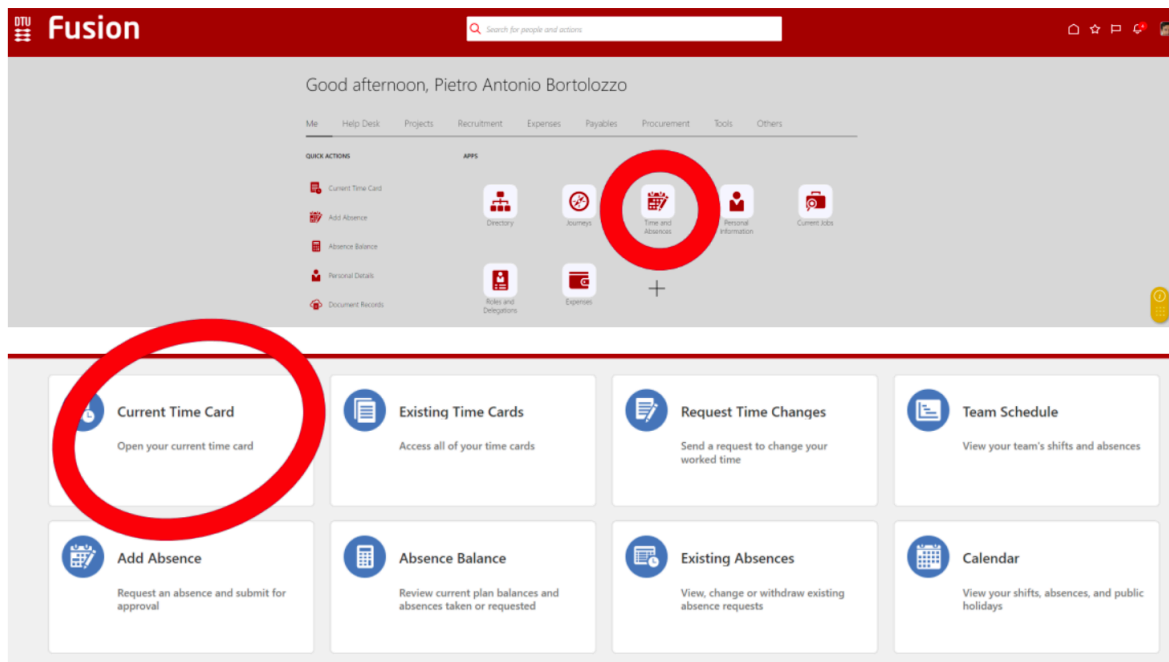 DTU
Fusion
Search for people and actions
Good afternoon, Pietro Antonio Bortolozzo
Me Help Desk Projects Recruitment Expenses Payables Procurement Tools Others
QUICK ACTIONS
APPS
Current Time Card
Add Absence
Absence Balance
Personal Details
Document Records
Directory
Journeys
Time and
Absences
Personal
Information
Current Jobs
Roles and
Delegations
Expenses
Current Time Card
Open your current time card
Existing Time Cards
Access all of your time cards
Request Time Changes
Send a request to change your
worked time
Team Schedule
View your team's shifts and absences
Add Absence
Request an absence and submit for
approval
Absence Balance
Review current plan balances and
absences taken or requested
Existing Absences
View, change or withdraw existing
absence requests
Calendar
View your shifts, absences, and public
holidays